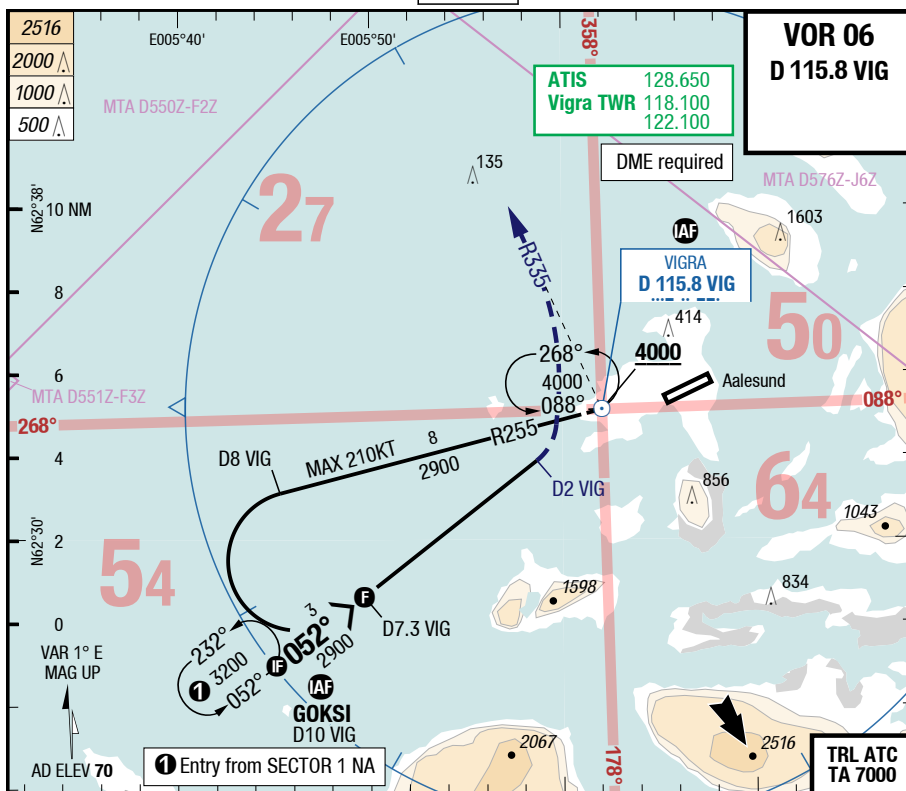 2516
2000
1000
500
E005°40'
E005°50'
358°
VOR 06
D 115.8 VIG
ATIS 128.650
Vigra TWR 118.100
122.100
DME required
MTA D550Z-F2Z
MTA D576Z-J6Z
135
27
N62°38'
10 NM
1603
IAF
R335
VIGRA
D 115.8 VIG
8
414
50
268°
4000
088°
4000
6
Aalesund
MTA D551Z-F3Z
268°
088°
R255
8
MAX 210KT
2900
4
D8 VIG
D2 VIG
856
64
1043
N62°30'
2
54
1598
834
F
D7.3 VIG
0
3
052°
2900
232°
3200
052°
1
IF
IAF
GOKSI
D10 VIG
VAR 1° E
MAG UP
AD ELEV 70
1 Entry from SECTOR 1 NA
2067
178°
2516
TRL ATC
TA 7000